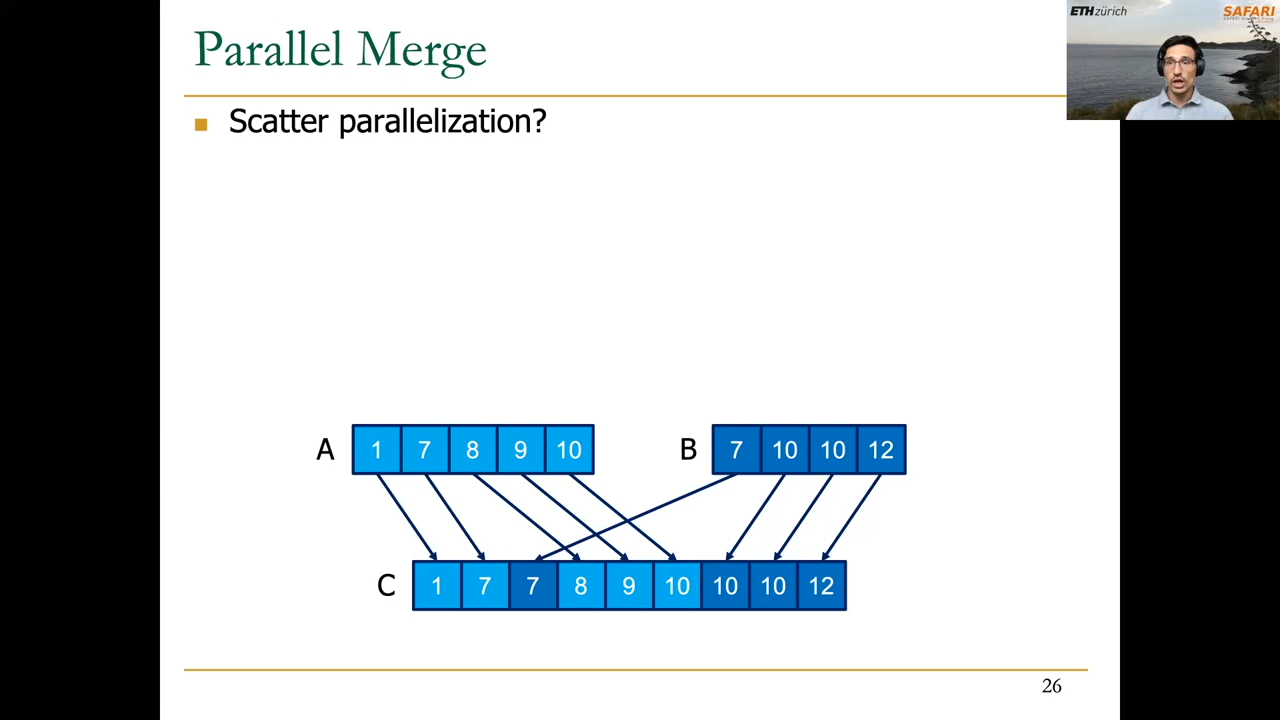 Parallel Merge
ETH zürich
SAFARI
Scatter parallelization?
A 1 7 8 9 10
B 7 10 10 12
C 1 7 7 8 9 10 10 10 12
26